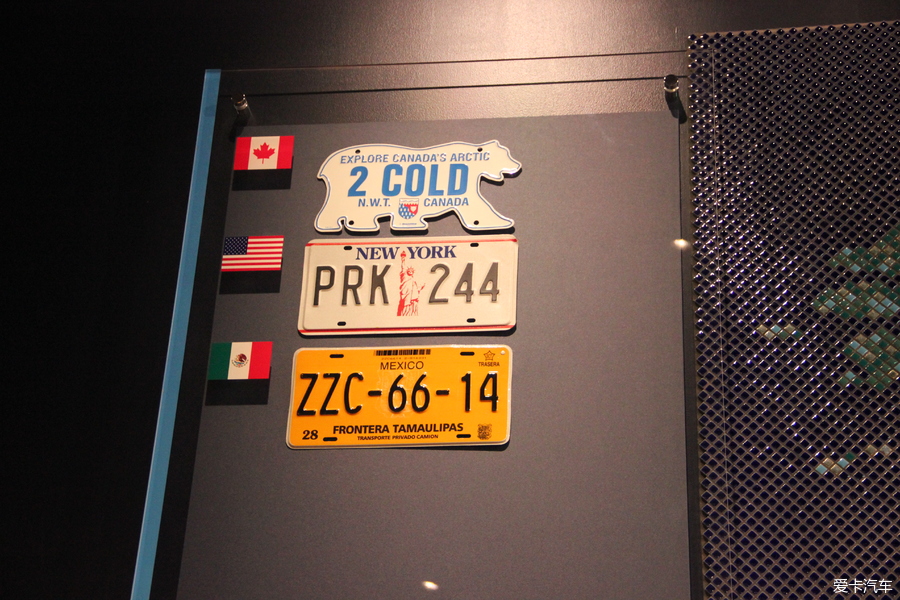 EXPLORE CANADA'S ARCTIC
2 COLD
N.W.T. CANADA
NEW YORK
PRK 244
MEXICO
TRASERA
ZZC-66-14
28 FRONTERA TAMAULIPAS
TRANSPORTE PRIVADO CAMION
爱卡汽车